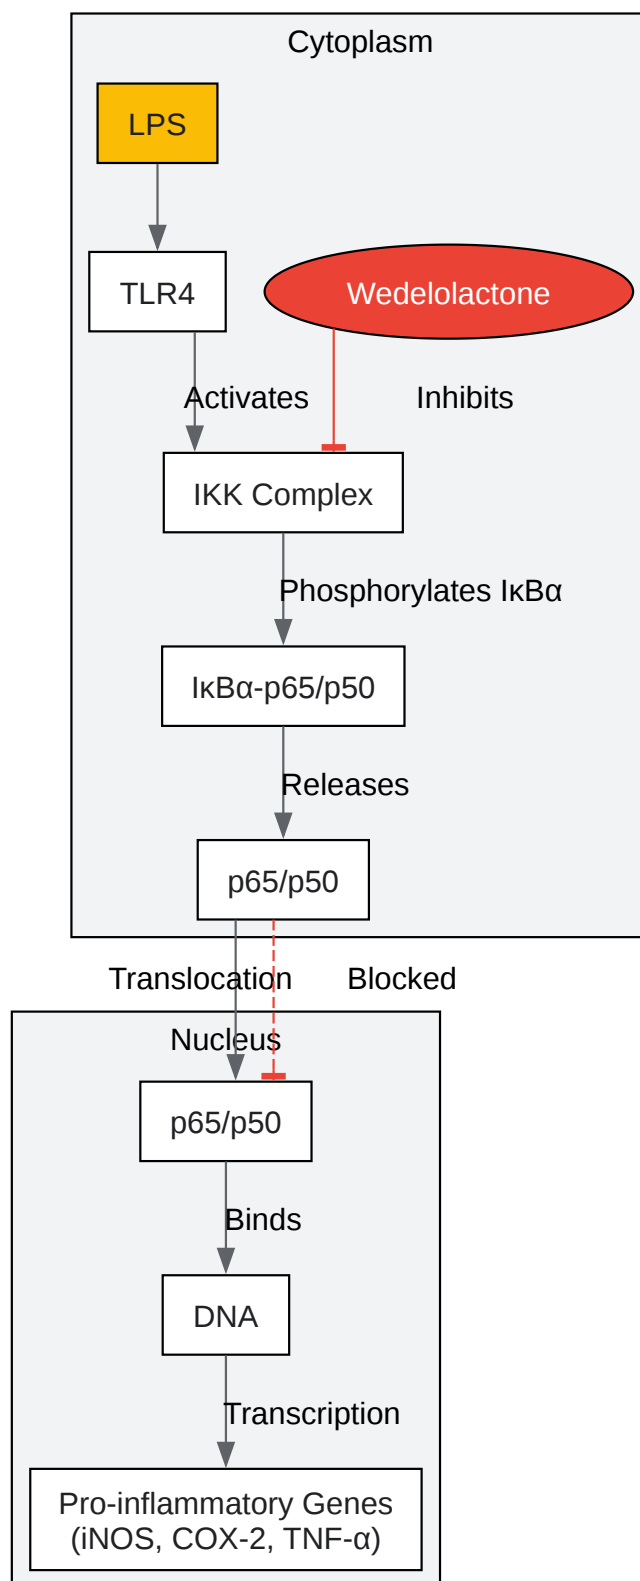 Cytoplasm
LPS
TLR4
Wedelolactone
Activates
Inhibits
IKK Complex
Phosphorylates IκBα
IκBα-p65/p50
Releases
p65/p50
Translocation
Blocked
Nucleus
p65/p50
Binds
DNA
Transcription
Pro-inflammatory Genes
(iNOS, COX-2, TNF-α)